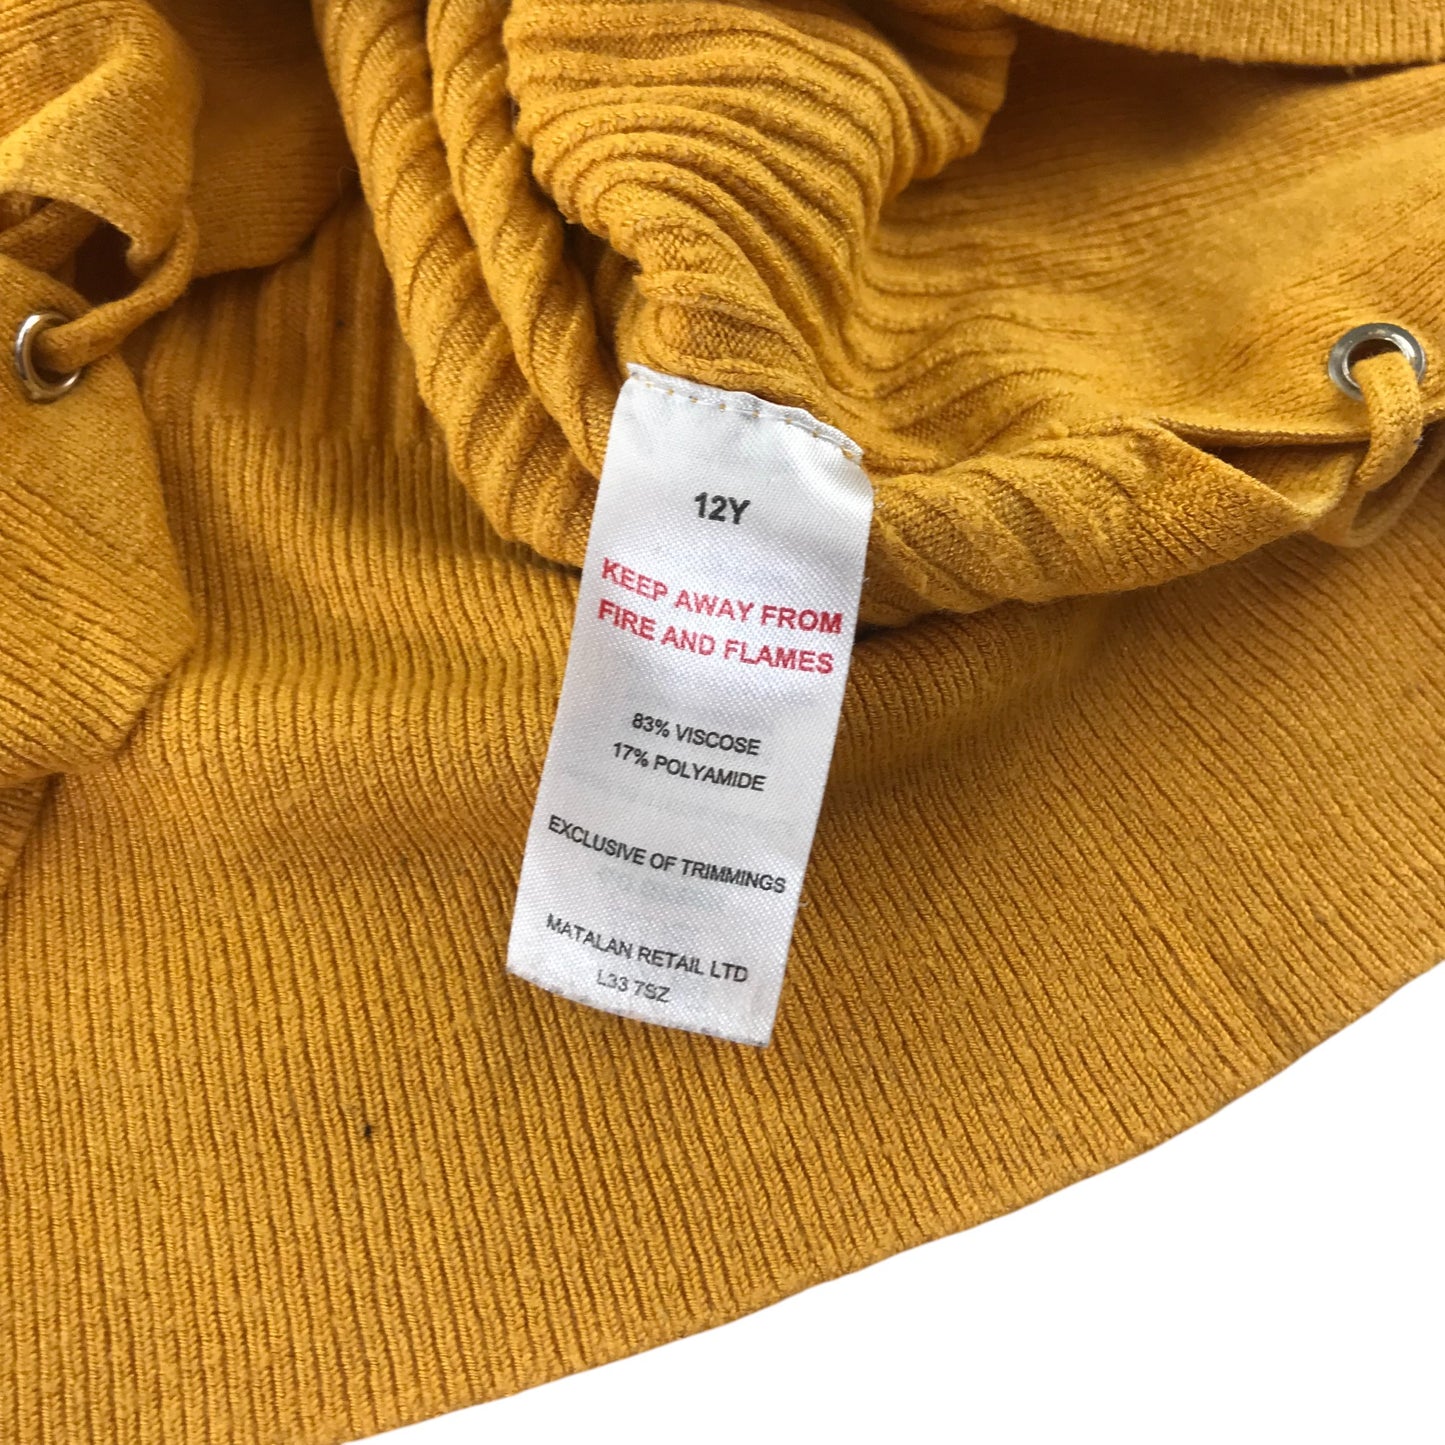 12Y
KEEP AWAY FROM
FIRE AND FLAMES
83% VISCOSE
17% POLYAMIDE
EXCLUSIVE OF TRIMMINGS
MATALAN RETAIL LTD
L33 7SZ